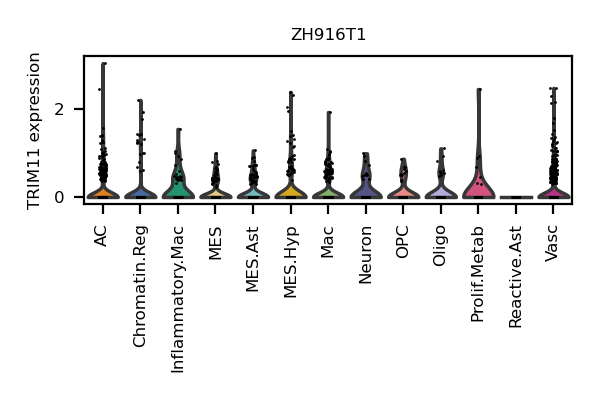 ZH916T1
TRIM11 expression
2
0
AC
Chromatin.Reg
Inflammatory.Mac
MES
MES.Ast
MES.Hyp
Mac
Neuron
OPC
Oligo
Prolif.Metab
Reactive.Ast
Vasc